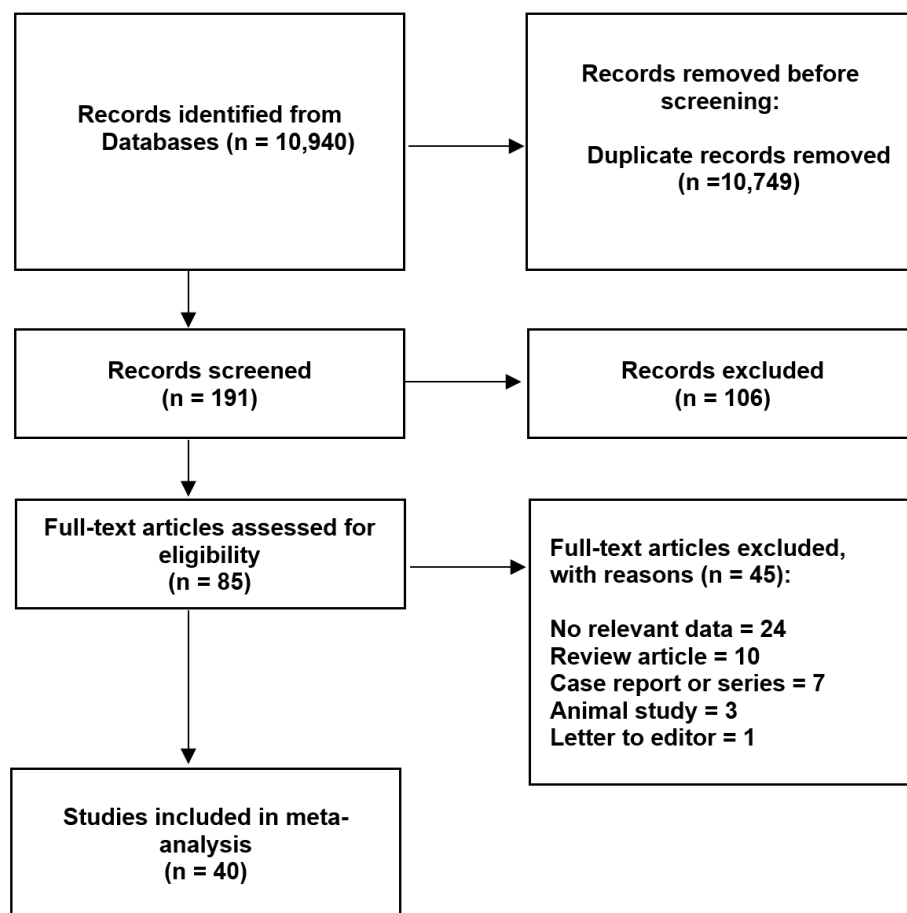 Records identified from
Databases (n = 10,940)
Records removed before
screening:
Duplicate records removed
(n =10,749)
Records screened
(n = 191)
Records excluded
(n = 106)
Full-text articles assessed for
eligibility
(n = 85)
Full-text articles excluded,
with reasons (n = 45):
No relevant data = 24
Review article = 10
Case report or series = 7
Animal study = 3
Letter to editor = 1
Studies included in meta-
analysis
(n = 40)